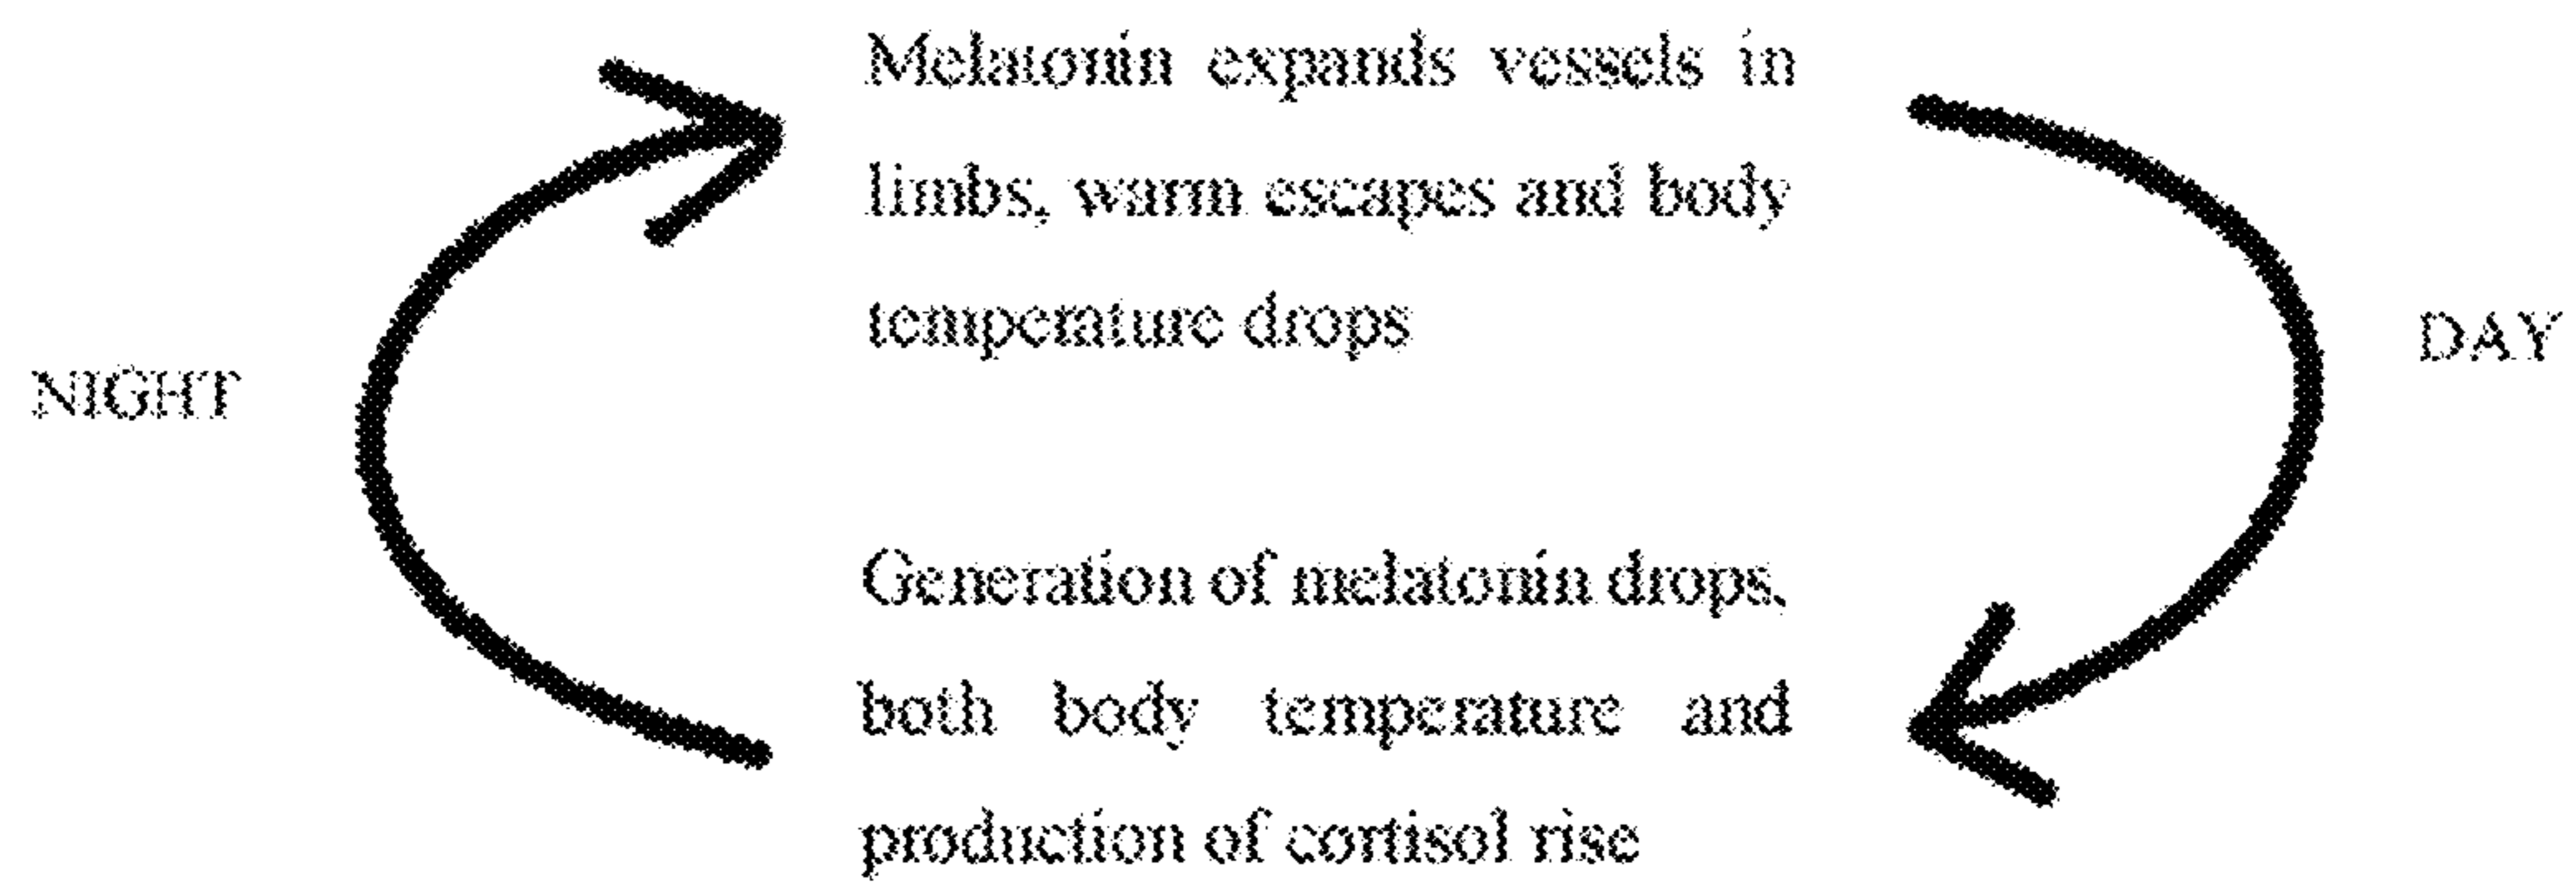 Melatonin expands vessels in
limbs, warm escapes and body
temperature drops
NIGHT
DAY
Generation of melatonin drops,
both body temperature and
production of cortisol rise